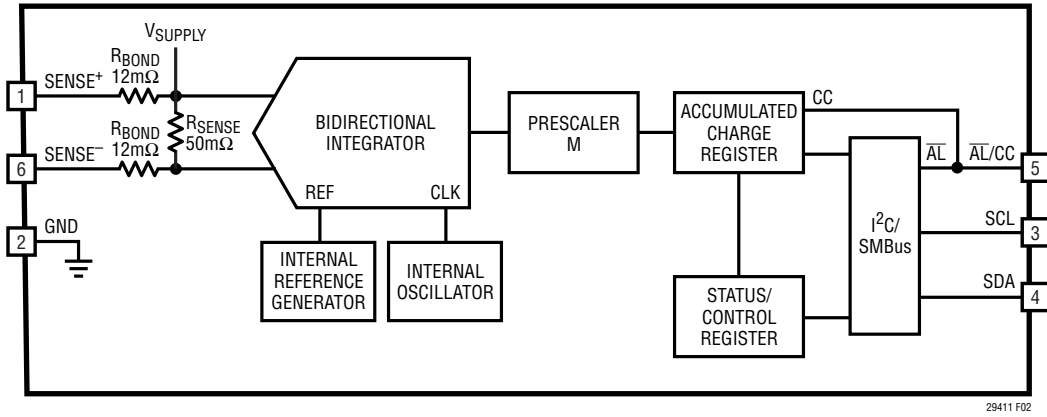 VSUPPLY
RBOND
12mΩ
SENSE+
1
RSENSE
50mΩ
RBOND
12mΩ
SENSE−
6
GND
2
BIDIRECTIONAL
INTEGRATOR
REF
CLK
INTERNAL
REFERENCE
GENERATOR
INTERNAL
OSCILLATOR
PRESCALER
M
ACCUMULATED
CHARGE
REGISTER
CC
STATUS/
CONTROL
REGISTER
I2C/
SMBus
A̅L̅
A̅L̅/CC
5
SCL
3
SDA
4
29411 F02